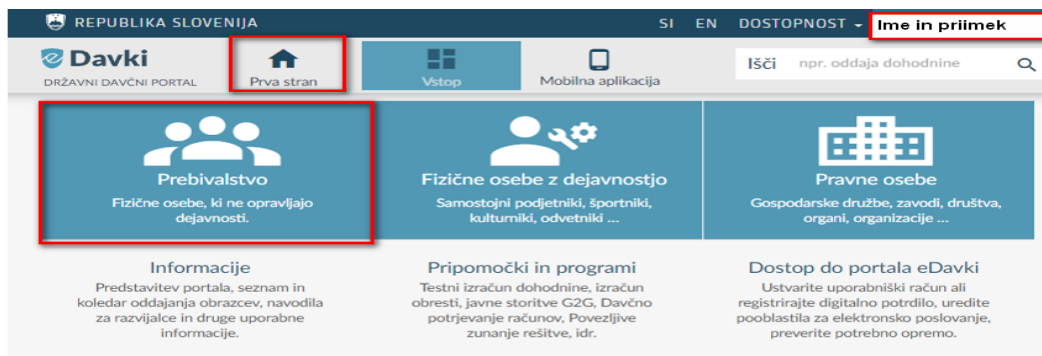 REPUBLIKA SLOVENIJA SI EN DOSTOPNOST Ime in priimek
eDavki
DRŽAVNI DAVČNI PORTAL
Prva stran
Vstop
Mobilna aplikacija
Išči npr. oddaja dohodnine
Prebivalstvo
Fizične osebe, ki ne opravljajo
dejavnosti.
Fizične osebe z dejavnostjo
Samostojni podjetniki, športniki,
kulturniki, odvetniki ...
Pravne osebe
Gospodarske družbe, zavodi, društva,
organi, organizacije ...
Informacije
Predstavitev portala, seznam in
koledar oddajanja obrazcev, navodila
za razvijalce in druge uporabne
informacije.
Pripomočki in programi
Testni izračun dohodnine, izračun
obresti, javne storitve G2G, Davčno
potrjevanje računov, Povezljive
zunanje rešitve, idr.
Dostop do portala eDavki
Ustvarite uporabniški račun ali
registrirajte digitalno potrdilo, uredite
pooblastila za elektronsko poslovanje,
preverite potrebno opremo.